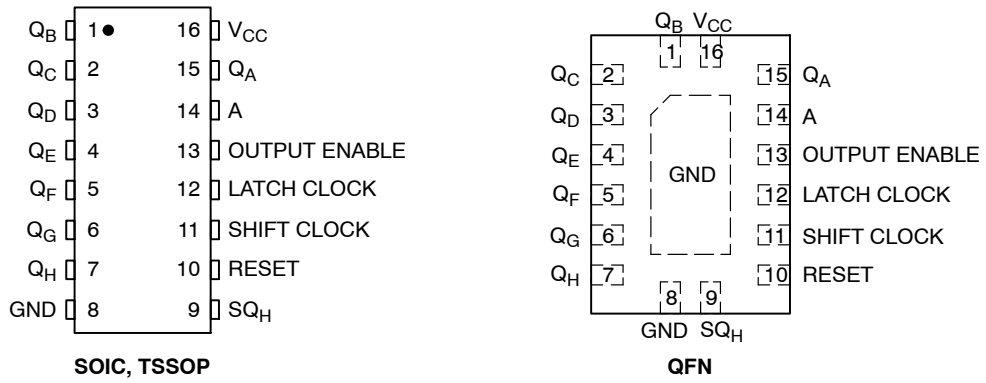 QB 1 16 VCC
QC 2 15 QA
QD 3 14 A
QE 4 13 OUTPUT ENABLE
QF 5 12 LATCH CLOCK
QG 6 11 SHIFT CLOCK
QH 7 10 RESET
GND 8 9 SQH
SOIC, TSSOP
QB VCC
1 16
QC 2 15 QA
QD 3 14 A
QE 4 13 OUTPUT ENABLE
GND
QF 5 12 LATCH CLOCK
QG 6 11 SHIFT CLOCK
QH 7 10 RESET
8 9
GND SQH
QFN